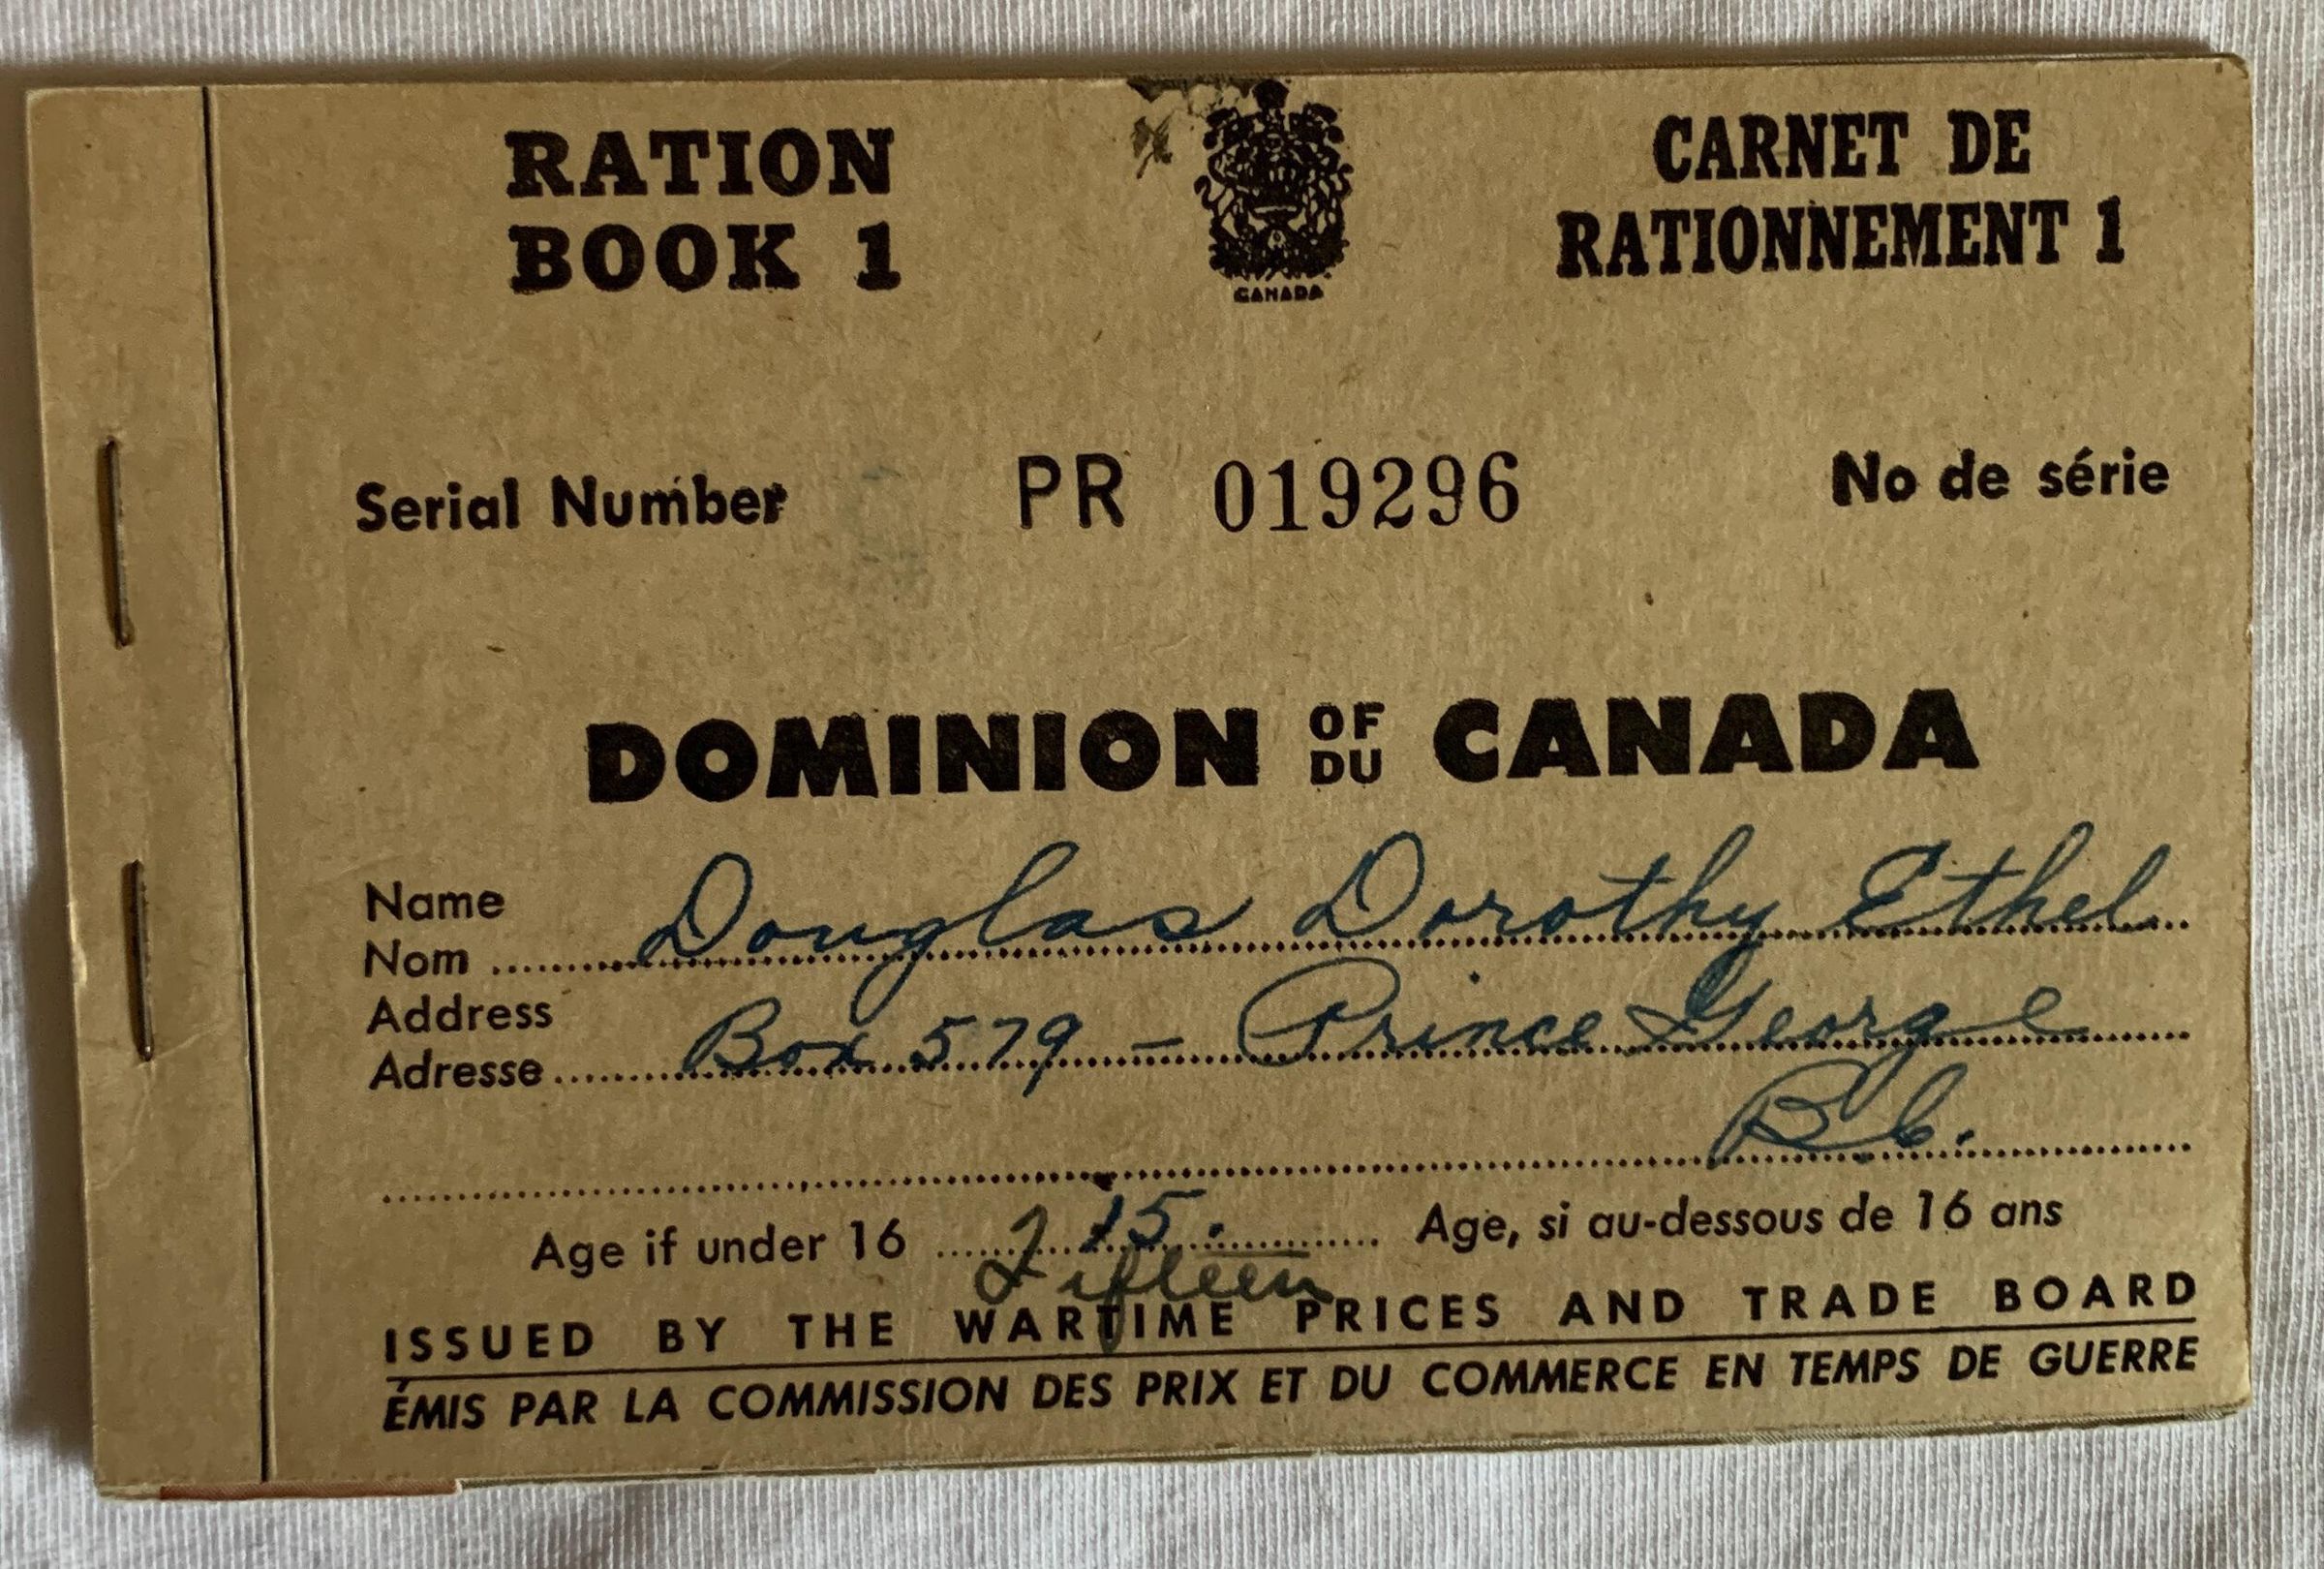 RATION
BOOK 1
CANADA
CARNET DE
RATIONNEMENT 1
Serial Number PR 019296 No de série
DOMINION OF DU CANADA
Name
Nom Douglas Dorothy Ethel
Address
Adresse Box 579 - Prince George
B.C.
Age if under 16 15. Age, si au-dessous de 16 ans
Fifteen
ISSUED BY THE WARTIME PRICES AND TRADE BOARD
ÉMIS PAR LA COMMISSION DES PRIX ET DU COMMERCE EN TEMPS DE GUERRE